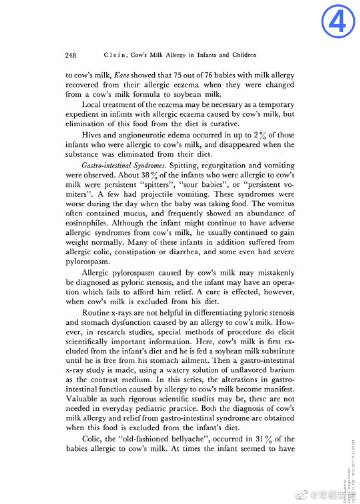 ④
248 Clein, Cow's Milk Allergy in Infants and Children
to cow's milk, Kane showed that 75 out of 76 babies with milk allergy
recovered from their allergic eczema when they were changed
from a cow's milk formula to soybean milk.
Local treatment of the eczema may be necessary as a temporary
expedient in infants with allergic eczema caused by cow's milk, but
elimination of this food from the diet is curative.
Hives and angioneurotic edema occurred in up to 2% of those
infants who were allergic to cow's milk, and disappeared when the
substance was eliminated from their diet.
Gastro-intestinal Syndromes. Spitting, regurgitation and vomiting
were observed. About 38% of the infants who were allergic to cow's
milk were persistent "spitters", "sour babies", or "persistent vo-
miters". A few had projectile vomiting. These syndromes were
worse during the day when the baby was taking food. The vomitus
often contained mucus, and frequently showed an abundance of
eosinophiles. Although the infant might continue to have adverse
allergic syndromes from cow's milk, he usually continued to gain
weight normally. Many of these infants in addition suffered from
allergic colic, constipation or diarrhea, and some even had severe
pylorospasm.
Allergic pylorospasm caused by cow's milk may mistakenly
be diagnosed as pyloric stenosis, and the infant may have an opera-
tion which fails to afford him relief. A cure is effected, however,
when cow's milk is excluded from his diet.
Routine x-rays are not helpful in differentiating pyloric stenosis
and stomach dysfunction caused by an allergy to cow's milk. How-
ever, in research studies, special methods of procedure do elicit
scientifically important information. Here, cow's milk is first ex-
cluded from the infant's diet and he is fed a soybean milk substitute
until he is free from his stomach ailment. Then a gastro-intestinal
x-ray study is made, using a watery solution of unflavored barium
as the contrast medium. In this series, the alterations in gastro-
intestinal function caused by allergy to cow's milk become manifest.
Valuable as such rigorous scientific studies may be, these are not
needed in everyday pediatric practice. Both the diagnosis of cow's
milk allergy and relief from gastro-intestinal syndrome are obtained
when this food is excluded from the infant's diet.
Colic, the "old-fashioned bellyache", occurred in 31% of the
babies allergic to cow's milk. At times the infant seemed to have